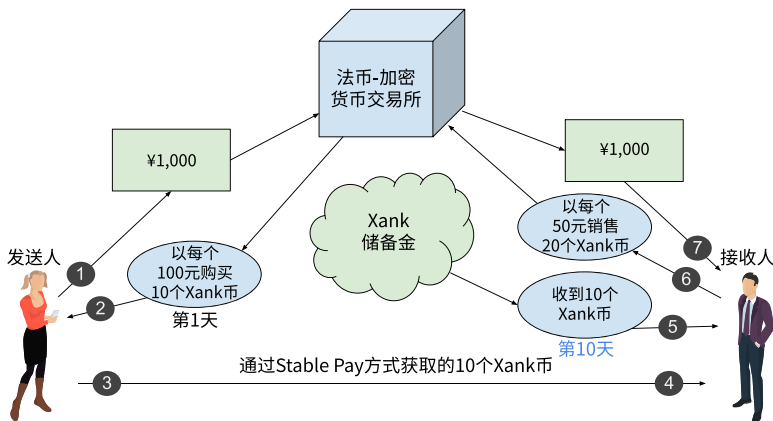 法币-加密
货币交易所
¥1,000
¥1,000
Xank
储备金
以每个
50元销售
20个Xank币
7
发送人
接收人
1
以每个
100元购买
10个Xank币
6
2
第1天
收到10个
Xank币
5
第10天
通过Stable Pay方式获取的10个Xank币
3
4